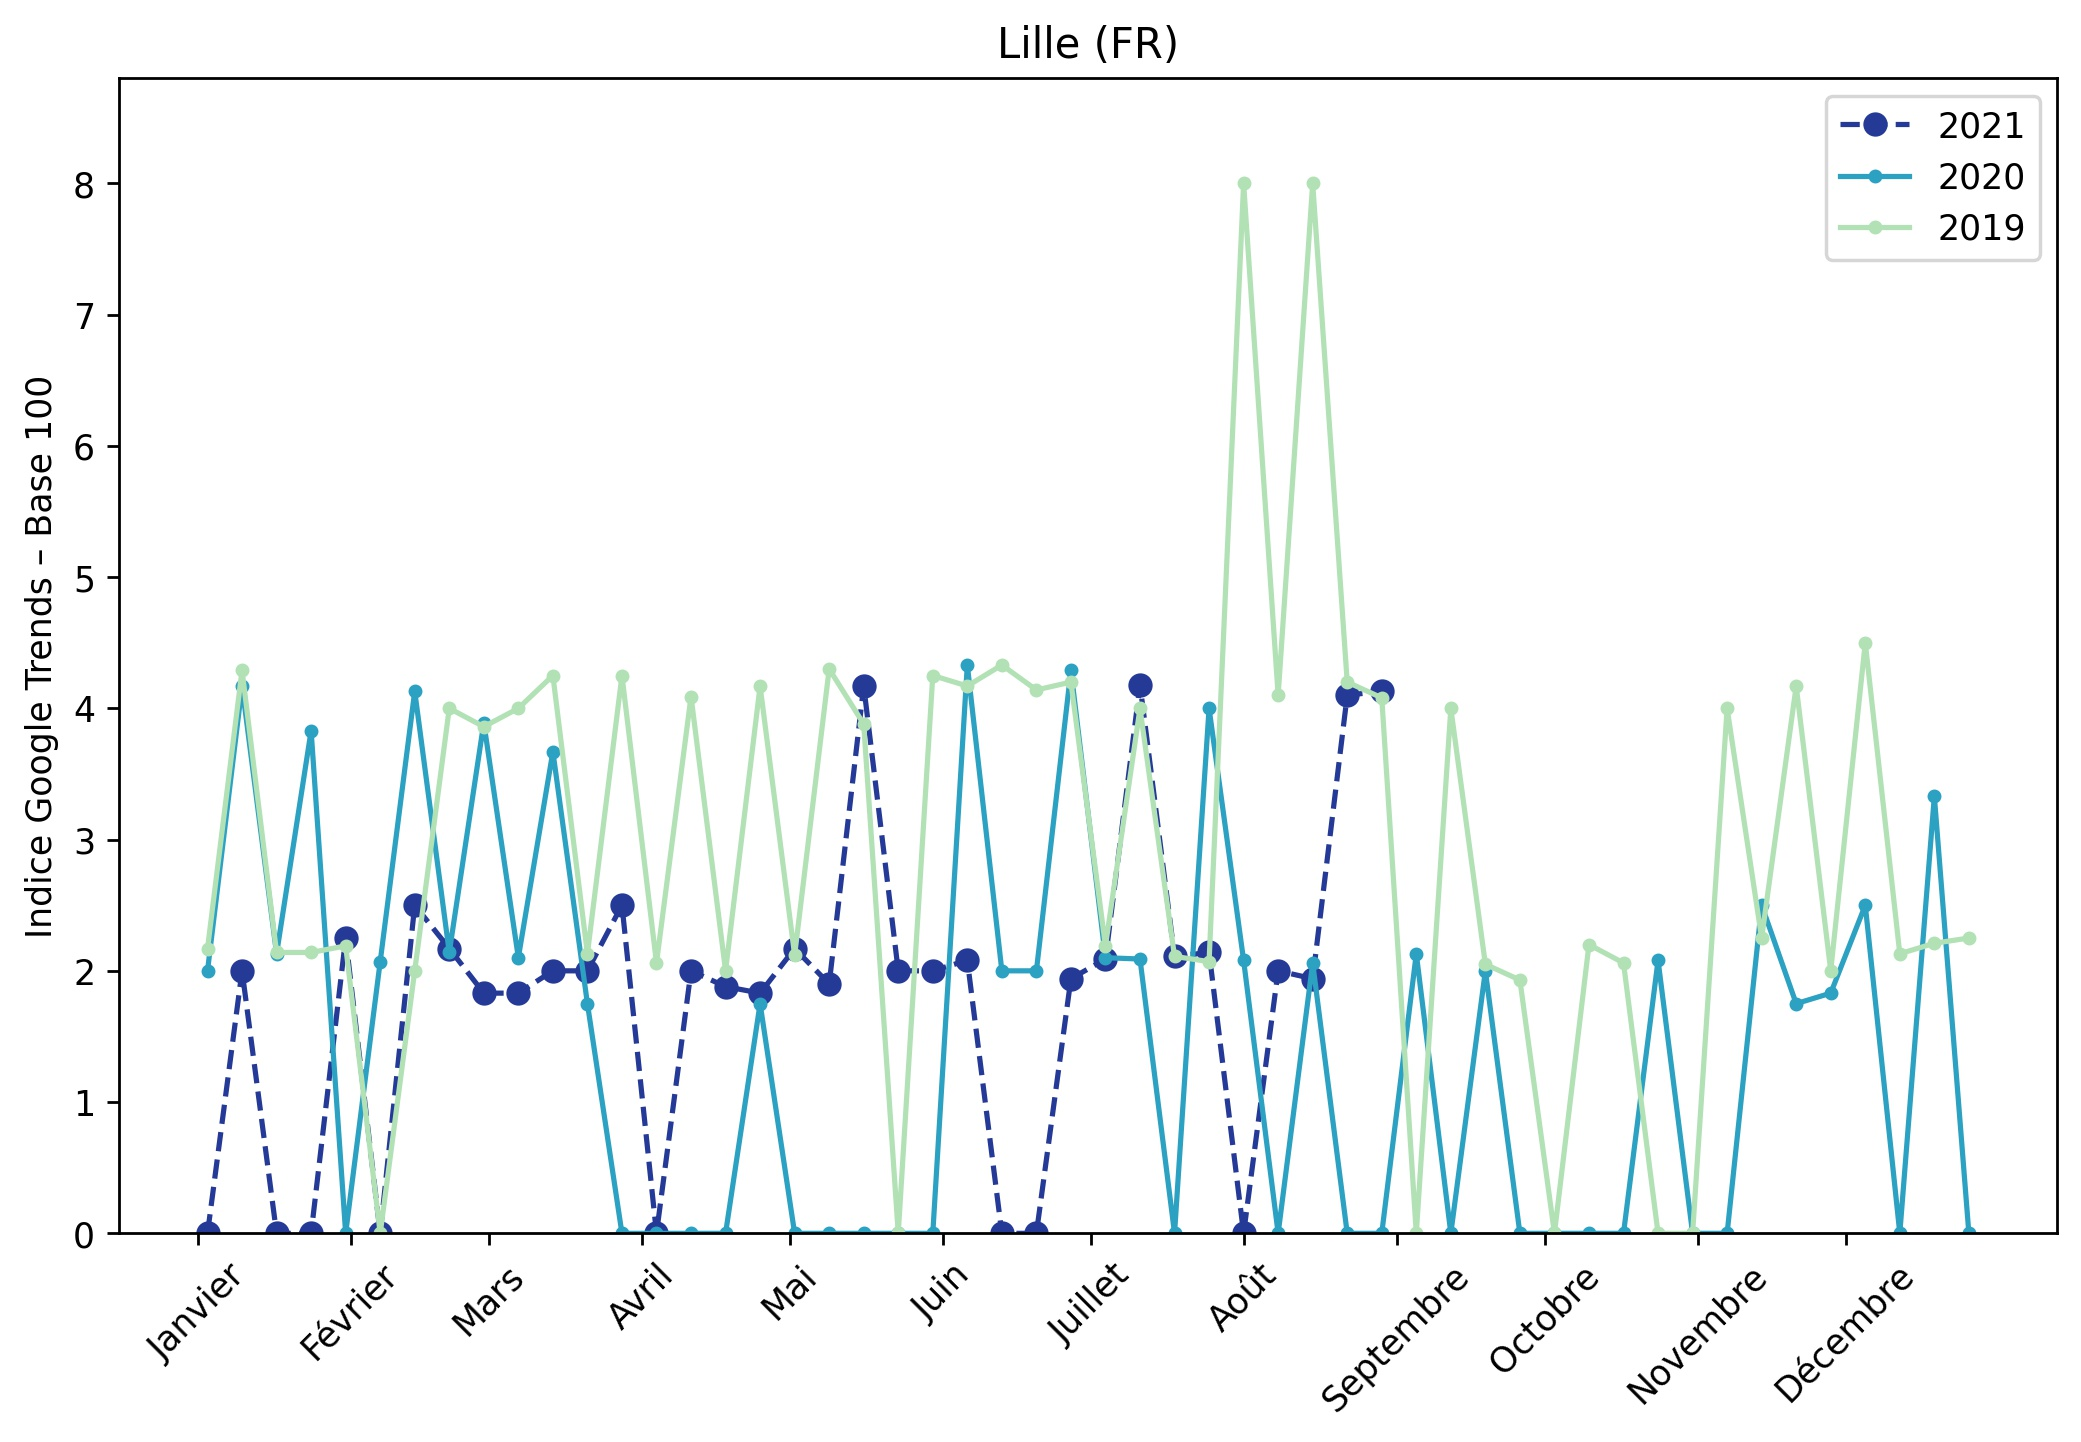 Lille (FR)
2021
2020
2019
Indice Google Trends – Base 100
8
7
6
5
4
3
2
1
0
Janvier
Février
Mars
Avril
Mai
Juin
Juillet
Août
Septembre
Octobre
Novembre
Décembre